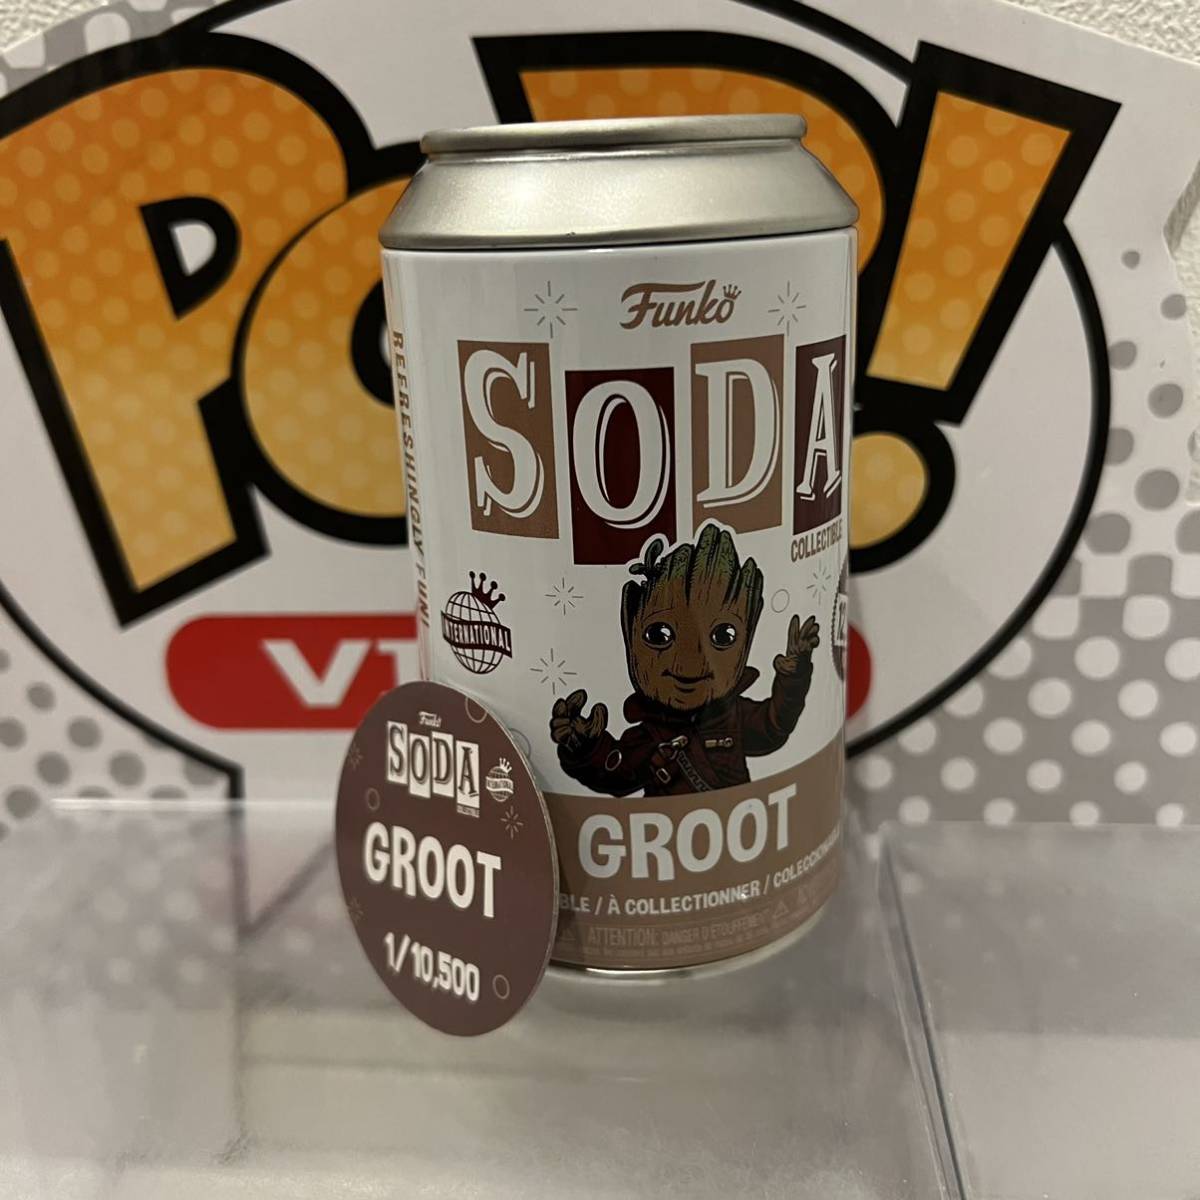 POP!
Funko
SODA
COLLECTIBLE
REFRESHINGLY FUN!
INTERNATIONAL
GROOT
BLE / À COLLECTIONNER /
ATTENTION: DANGER D'ÉTOUFFEMENT
Funko
SODA
COLLECTIBLE
INTERNATIONAL
GROOT
1/10,500